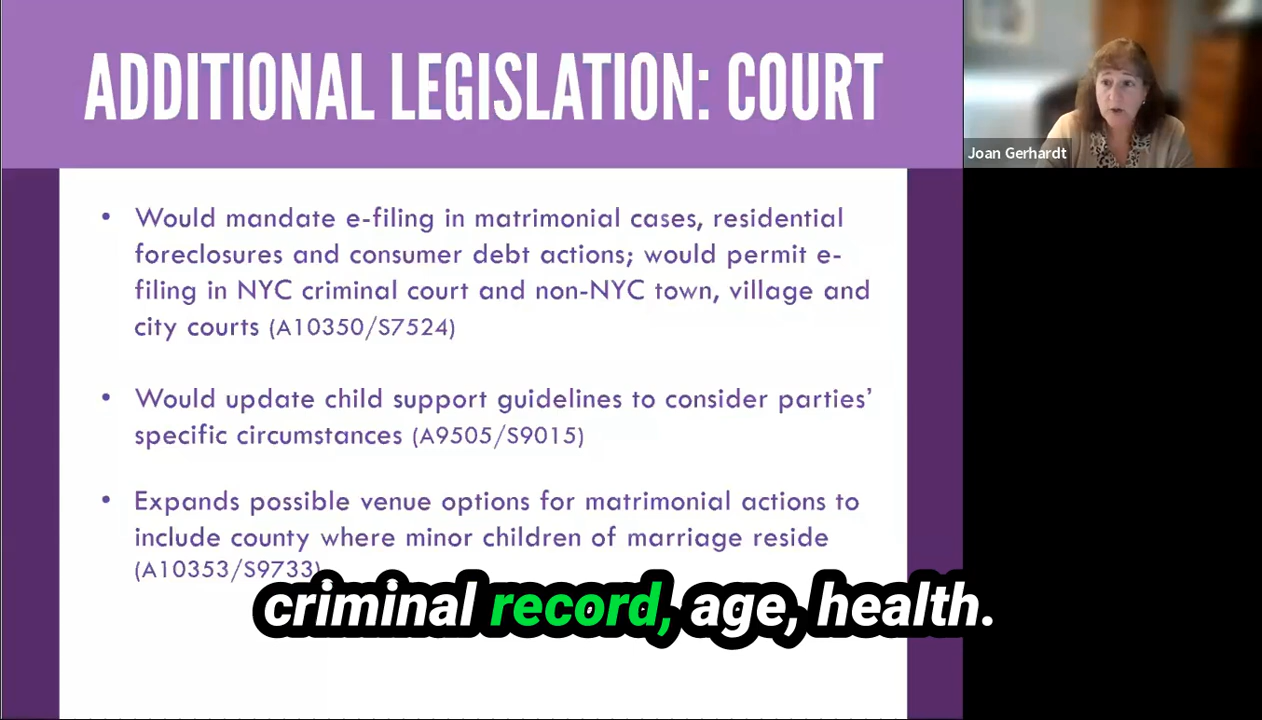 ADDITIONAL LEGISLATION: COURT
Joan Gerhardt
• Would mandate e-filing in matrimonial cases, residential
foreclosures and consumer debt actions; would permit e-
filing in NYC criminal court and non-NYC town, village and
city courts (A10350/S7524)
• Would update child support guidelines to consider parties’
specific circumstances (A9505/S9015)
• Expands possible venue options for matrimonial actions to
include county where minor children of marriage reside
(A10353/S9733)
criminal record, age, health.